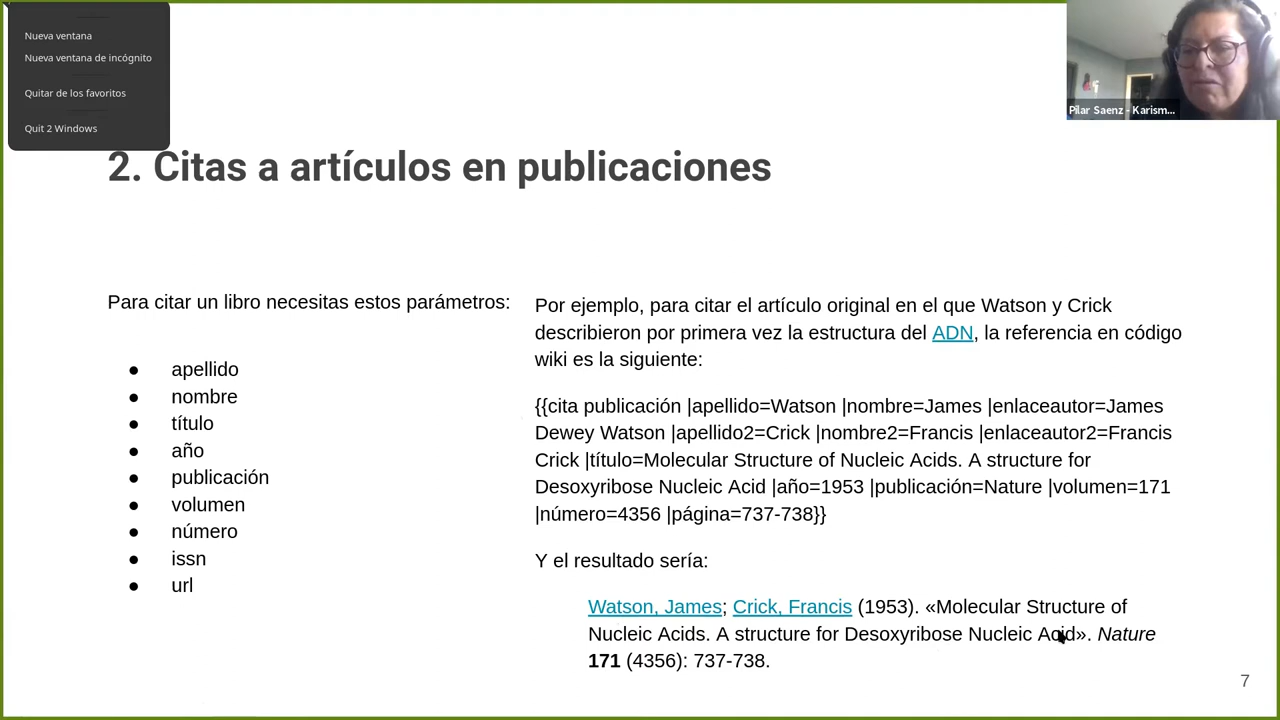 Nueva ventana
Nueva ventana de incógnito
Quitar de los favoritos
Quit 2 Windows
Pilar Saenz - Karism...
2. Citas a artículos en publicaciones
Para citar un libro necesitas estos parámetros:
● apellido
● nombre
● título
● año
● publicación
● volumen
● número
● issn
● url
Por ejemplo, para citar el artículo original en el que Watson y Crick
describieron por primera vez la estructura del ADN, la referencia en código
wiki es la siguiente:
{{cita publicación |apellido=Watson |nombre=James |enlaceautor=James
Dewey Watson |apellido2=Crick |nombre2=Francis |enlaceautor2=Francis
Crick |título=Molecular Structure of Nucleic Acids. A structure for
Desoxyribose Nucleic Acid |año=1953 |publicación=Nature |volumen=171
|número=4356 |página=737-738}}
Y el resultado sería:
Watson, James; Crick, Francis (1953). «Molecular Structure of
Nucleic Acids. A structure for Desoxyribose Nucleic Acid». Nature
171 (4356): 737-738.
7